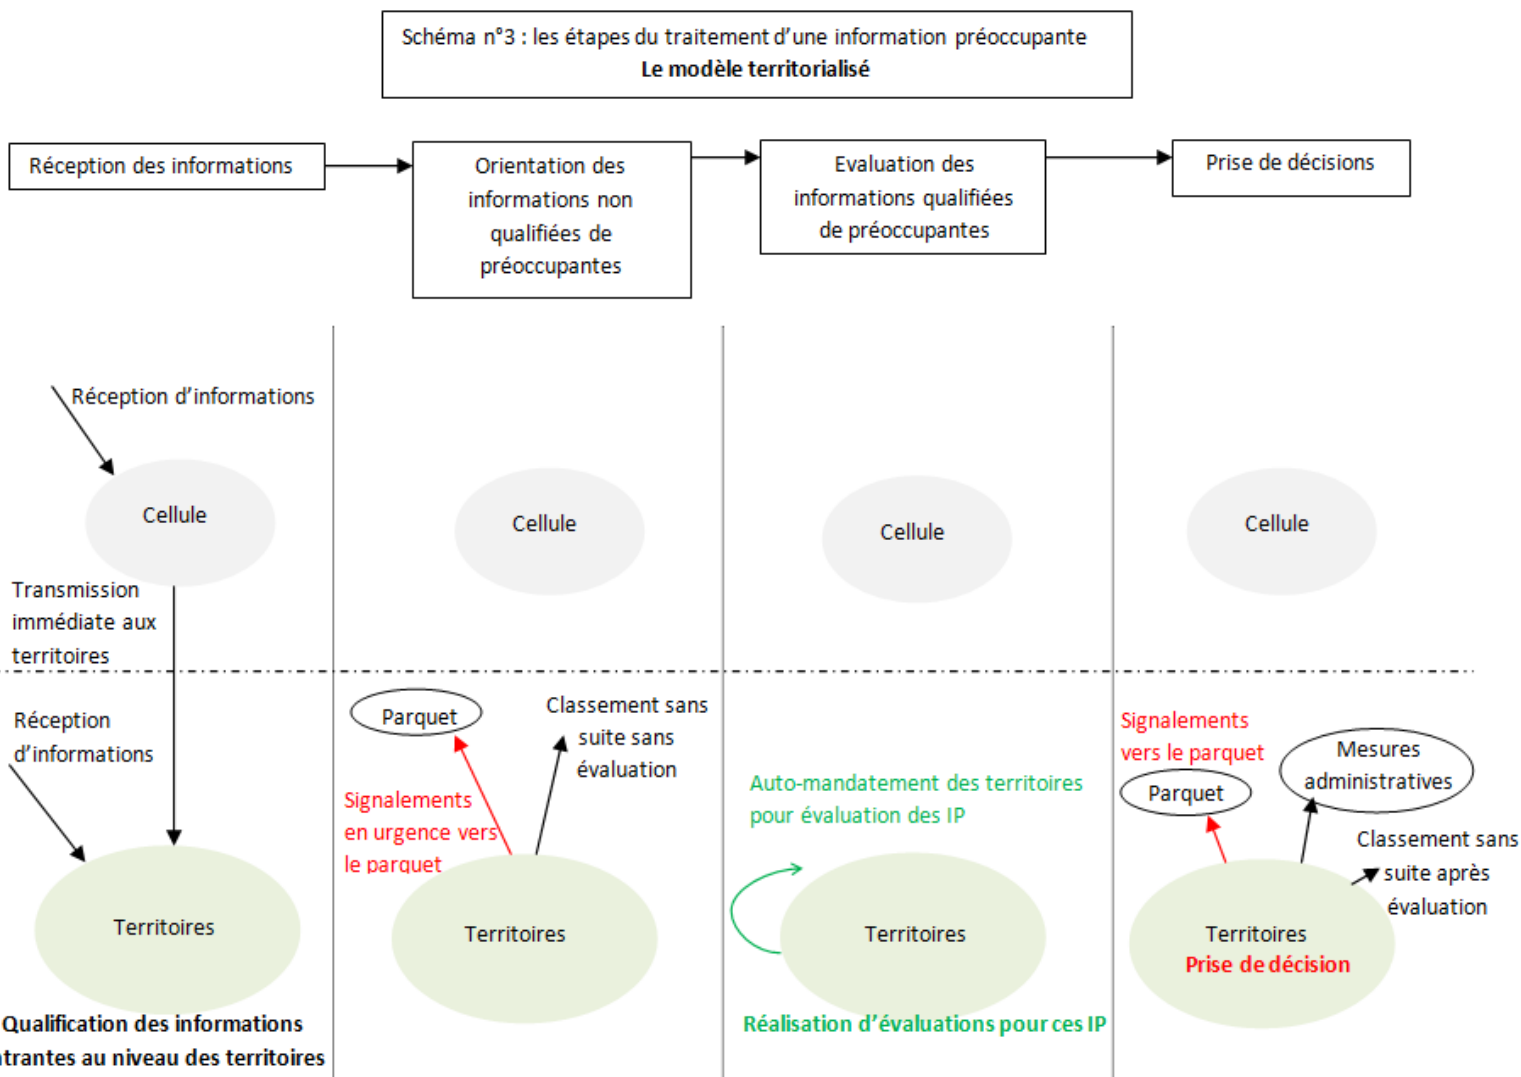 Schéma n°3 : les étapes du traitement d’une information préoccupante
Le modèle territorialisé
Réception des informations
Orientation des
informations non
qualifiées de
préoccupantes
Evaluation des
informations qualifiées
de préoccupantes
Prise de décisions
Réception d’informations
Cellule
Transmission
immédiate aux
territoires
Réception
d’informations
Territoires
Qualification des informations
ntrantes au niveau des territoires
Cellule
Parquet
Classement sans
suite sans
évaluation
Signalements
en urgence vers
le parquet
Territoires
Cellule
Auto-mandatement des territoires
pour évaluation des IP
Territoires
Réalisation d’évaluations pour ces IP
Cellule
Signalements
vers le parquet
Parquet
Mesures
administratives
Classement sans
suite après
évaluation
Territoires
Prise de décision